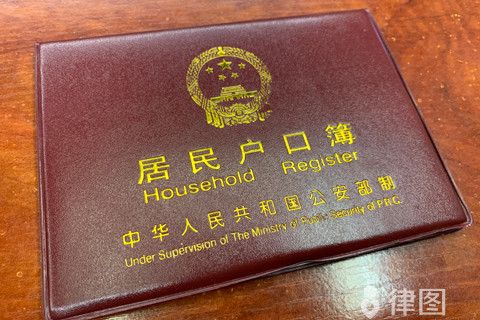 居民户口簿
Household Register
中华人民共和国公安部制
Under Supervision of The Ministry of Public Security of P.R.C.
律图